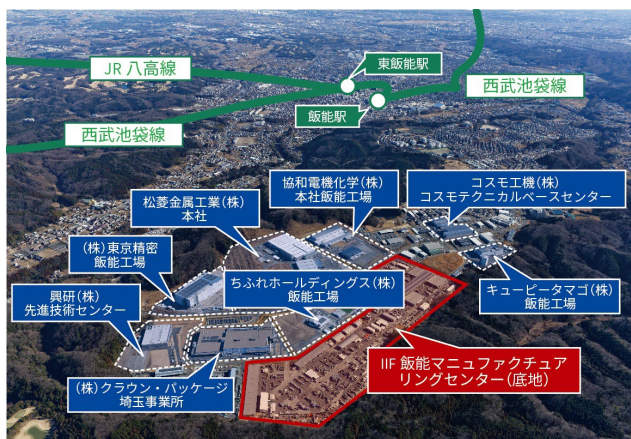 東飯能駅
JR 八高線
西武池袋線
飯能駅
西武池袋線
協和電機化学(株)
本社飯能工場
コスモ工機(株)
コスモテクニカルベースセンター
松菱金属工業(株)
本社
(株)東京精密
飯能工場
ちふれホールディングス(株)
飯能工場
キューピータマゴ(株)
飯能工場
興研(株)
先進技術センター
IIF 飯能マニュファクチュア
リングセンター(底地)
(株)クラウン・パッケージ
埼玉事業所